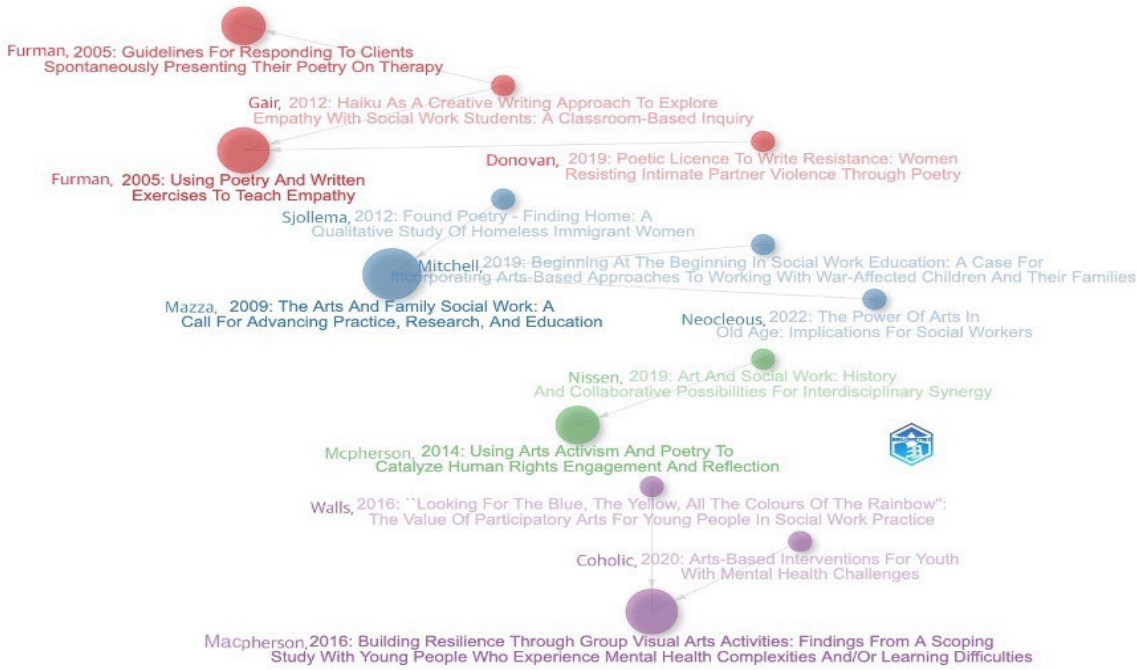 Furman, 2005: Guidelines For Responding To Clients
Spontaneously Presenting Their Poetry On Therapy
Gair, 2012: Haiku As A Creative Writing Approach To Explore
Empathy With Social Work Students: A Classroom-Based Inquiry
Donovan, 2019: Poetic Licence To Write Resistance: Women
Resisting Intimate Partner Violence Through Poetry
Furman, 2005: Using Poetry And Written
Exercises To Teach Empathy
Sjollema, 2012: Found Poetry - Finding Home: A
Qualitative Study Of Homeless Immigrant Women
Mitchell, 2019: Beginning At The Beginning In Social Work Education: A Case For
Incorporating Arts-Based Approaches To Working With War-Affected Children And Their Families
Mazza, 2009: The Arts And Family Social Work: A
Call For Advancing Practice, Research, And Education
Neocleous, 2022: The Power Of Arts In
Old Age: Implications For Social Workers
Nissen, 2019: Art And Social Work: History
And Collaborative Possibilities For Interdisciplinary Synergy
Mcpherson, 2014: Using Arts Activism And Poetry To
Catalyze Human Rights Engagement And Reflection
BIBLIOMETRIX
Walls, 2016: ``Looking For The Blue, The Yellow, All The Colours Of The Rainbow'':
The Value Of Participatory Arts For Young People In Social Work Practice
Coholic, 2020: Arts-Based Interventions For Youth
With Mental Health Challenges
Macpherson, 2016: Building Resilience Through Group Visual Arts Activities: Findings From A Scoping
Study With Young People Who Experience Mental Health Complexities And/Or Learning Difficulties